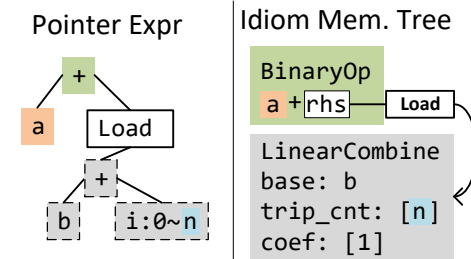 Pointer Expr
+
a
Load
+
b
i:0~n
Idiom Mem. Tree
BinaryOp
a+rhs
Load
LinearCombine
base: b
trip_cnt: [n]
coef: [1]